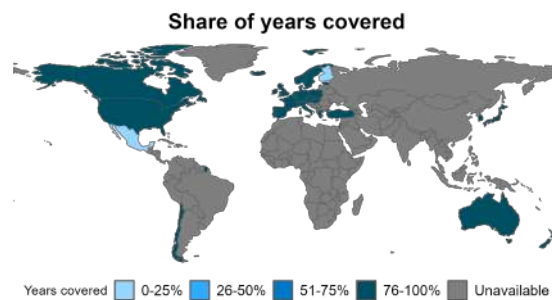 Share of years covered
Years covered 0-25% 26-50% 51-75% 76-100% Unavailable